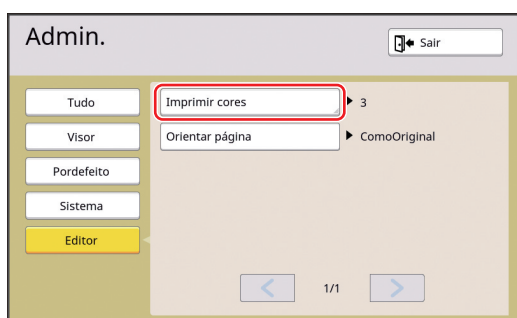 Admin.
Sair
Tudo
Visor
Pordefeito
Sistema
Editor
Imprimir cores
3
Orientar página
ComoOriginal
1/1